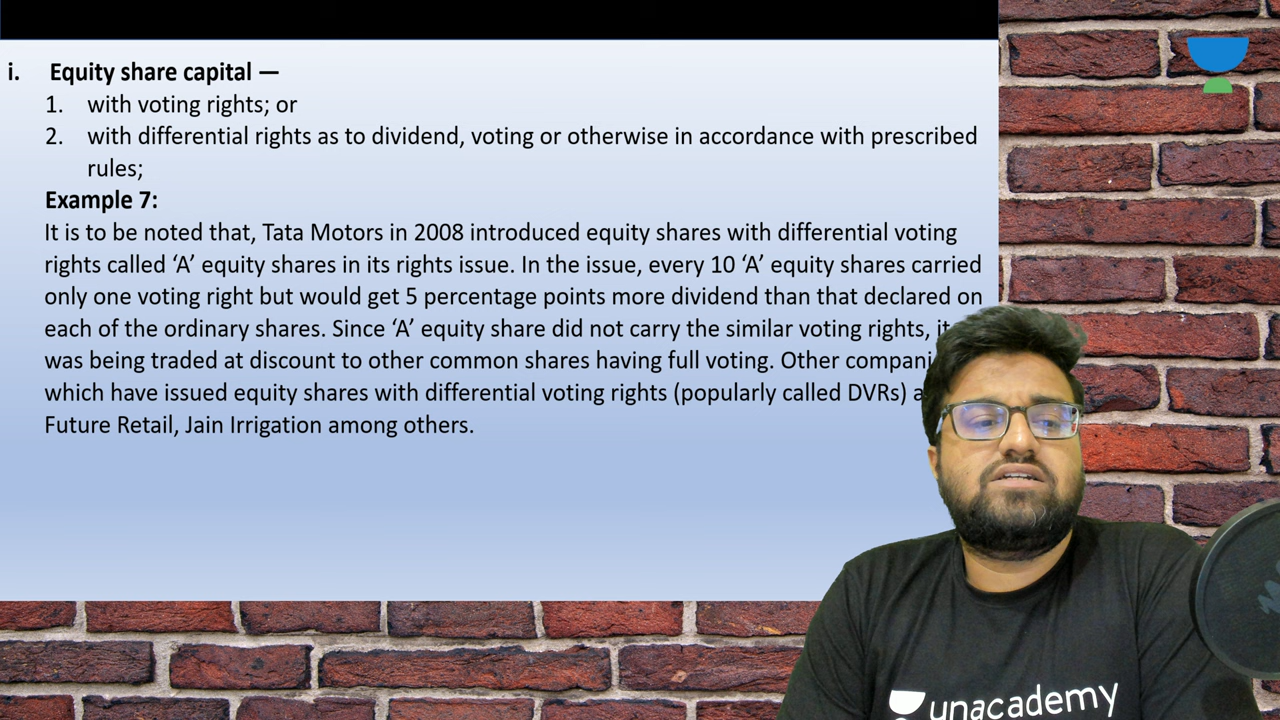 i. Equity share capital —
1. with voting rights; or
2. with differential rights as to dividend, voting or otherwise in accordance with prescribed
rules;
Example 7:
It is to be noted that, Tata Motors in 2008 introduced equity shares with differential voting
rights called ‘A’ equity shares in its rights issue. In the issue, every 10 ‘A’ equity shares carried
only one voting right but would get 5 percentage points more dividend than that declared on
each of the ordinary shares. Since ‘A’ equity share did not carry the similar voting rights, it
was being traded at discount to other common shares having full voting. Other
which have issued equity shares with differential voting rights (popularly called DVRs)
Future Retail, Jain Irrigation among others.
unacademy